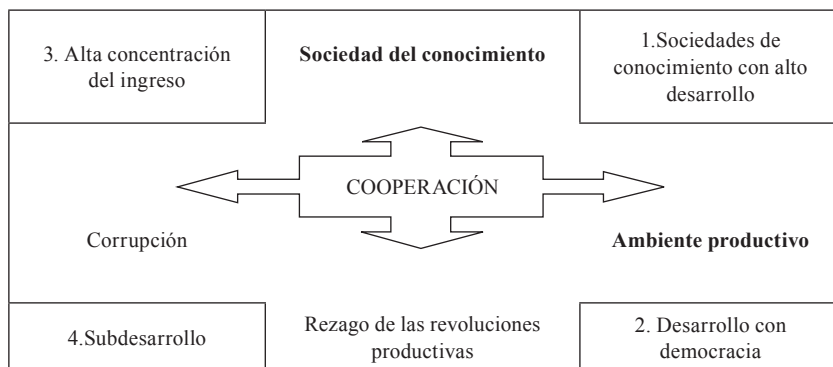 3. Alta concentración
del ingreso
Sociedad del conocimiento
1.Sociedades de
conocimiento con alto
desarrollo
COOPERACIÓN
Corrupción
Ambiente productivo
4.Subdesarrollo
Rezago de las revoluciones
productivas
2. Desarrollo con
democracia